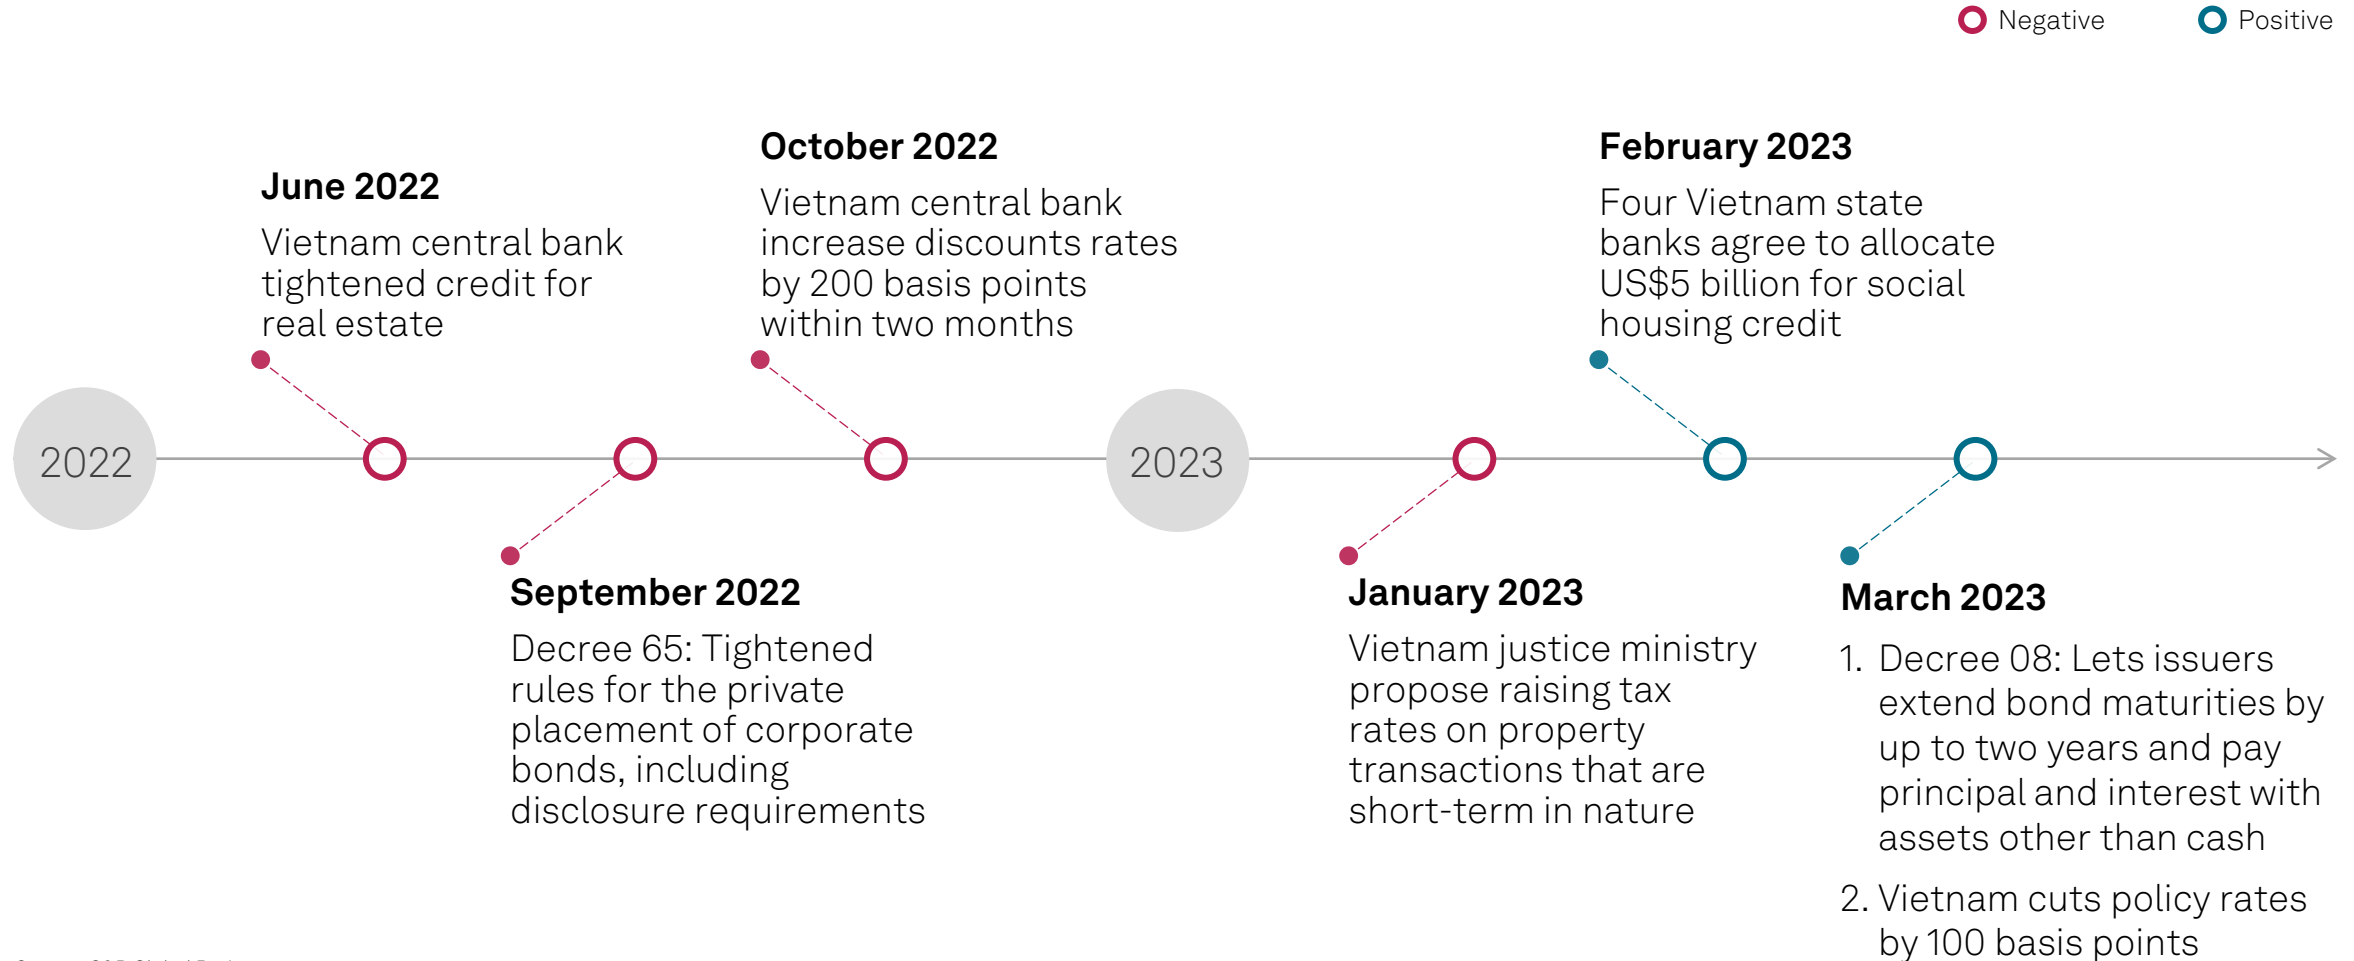 Negative
Positive
June 2022
Vietnam central bank
tightened credit for
real estate
October 2022
Vietnam central bank
increase discounts rates
by 200 basis points
within two months
February 2023
Four Vietnam state
banks agree to allocate
US$5 billion for social
housing credit
2022
2023
September 2022
Decree 65: Tightened
rules for the private
placement of corporate
bonds, including
disclosure requirements
January 2023
Vietnam justice ministry
propose raising tax
rates on property
transactions that are
short-term in nature
March 2023
1. Decree 08: Lets issuers
extend bond maturities by
up to two years and pay
principal and interest with
assets other than cash
2. Vietnam cuts policy rates
by 100 basis points